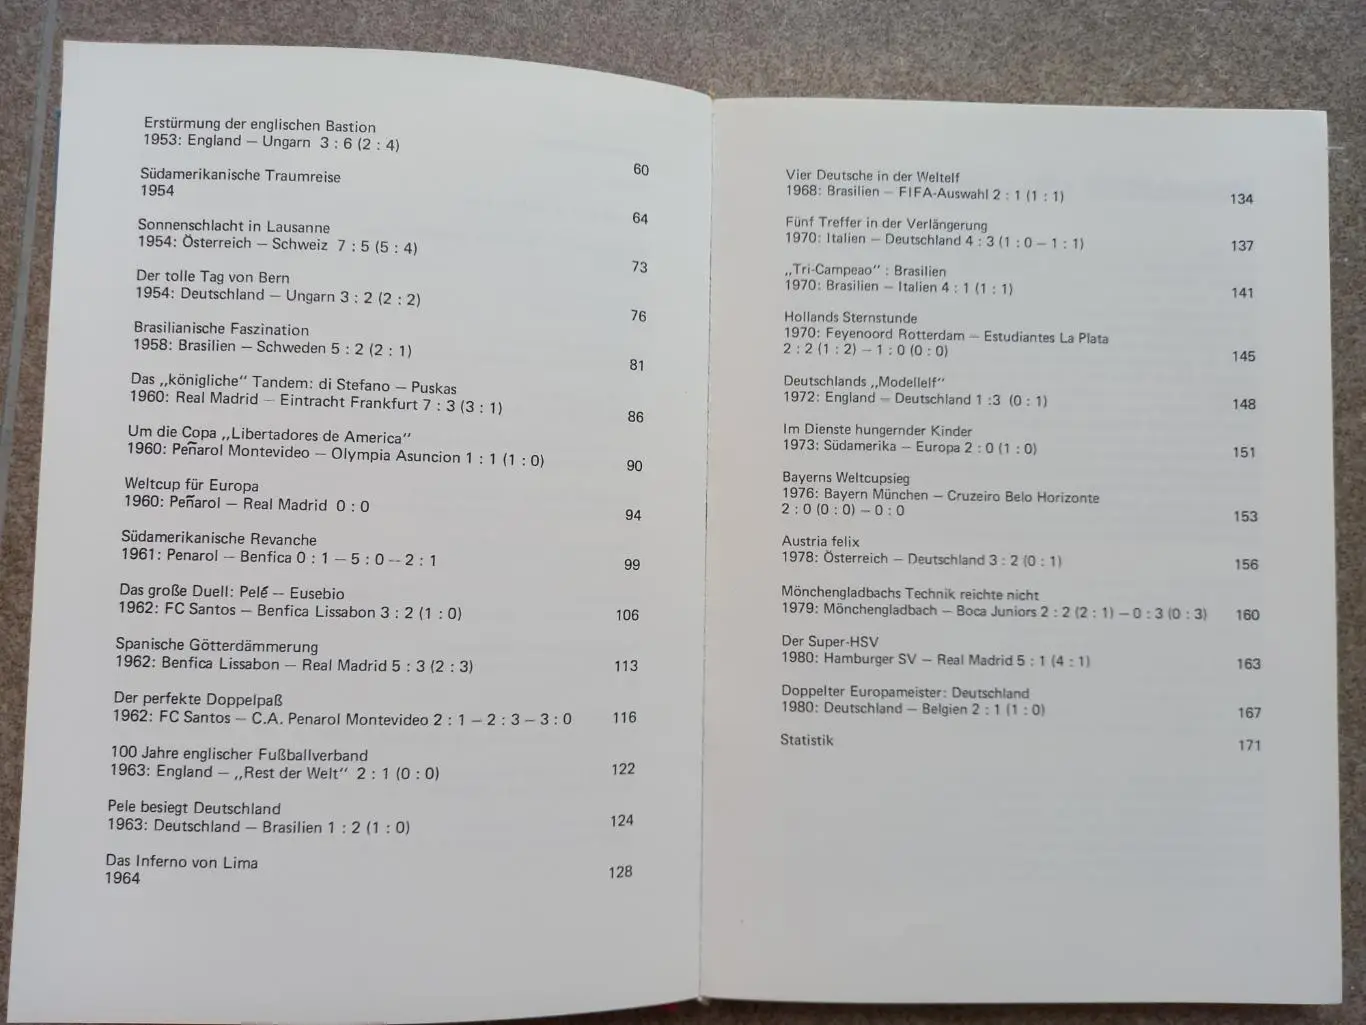 Erstürmung der englischen Bastion
1953: England – Ungarn 3 : 6 (2 : 4) 60
Südamerikanische Traumreise
1954 64
Sonnenschlacht in Lausanne
1954: Österreich – Schweiz 7 : 5 (5 : 4) 73
Der tolle Tag von Bern
1954: Deutschland – Ungarn 3 : 2 (2 : 2) 76
Brasilianische Faszination
1958: Brasilien – Schweden 5 : 2 (2 : 1) 81
Das „königliche“ Tandem: di Stefano – Puskas
1960: Real Madrid – Eintracht Frankfurt 7 : 3 (3 : 1) 86
Um die Copa „Libertadores de America“
1960: Peñarol Montevideo – Olympia Asuncion 1 : 1 (1 : 0) 90
Weltcup für Europa
1960: Peñarol – Real Madrid 0 : 0 94
Südamerikanische Revanche
1961: Penarol – Benfica 0 : 1 – 5 : 0 – 2 : 1 99
Das große Duell: Pelé – Eusebio
1962: FC Santos – Benfica Lissabon 3 : 2 (1 : 0) 106
Spanische Götterdämmerung
1962: Benfica Lissabon – Real Madrid 5 : 3 (2 : 3) 113
Der perfekte Doppelpaß
1962: FC Santos – C.A. Penarol Montevideo 2 : 1 – 2 : 3 – 3 : 0 116
100 Jahre englischer Fußballverband
1963: England – „Rest der Welt“ 2 : 1 (0 : 0) 122
Pele besiegt Deutschland
1963: Deutschland – Brasilien 1 : 2 (1 : 0) 124
Das Inferno von Lima
1964 128
Vier Deutsche in der Weltelf
1968: Brasilien – FIFA-Auswahl 2 : 1 (1 : 1) 134
Fünf Treffer in der Verlängerung
1970: Italien – Deutschland 4 : 3 (1 : 0 – 1 : 1) 137
„Tri-Campeao“ : Brasilien
1970: Brasilien – Italien 4 : 1 (1 : 1) 141
Hollands Sternstunde
1970: Feyenoord Rotterdam – Estudiantes La Plata
2 : 2 (1 : 2) – 1 : 0 (0 : 0) 145
Deutschlands „Modellelf“
1972: England – Deutschland 1 :3 (0 : 1) 148
Im Dienste hungernder Kinder
1973: Südamerika – Europa 2 : 0 (1 : 0) 151
Bayerns Weltcupsieg
1976: Bayern München – Cruzeiro Belo Horizonte
2 : 0 (0 : 0) – 0 : 0 153
Austria felix
1978: Österreich – Deutschland 3 : 2 (0 : 1) 156
Mönchengladbachs Technik reichte nicht
1979: Mönchengladbach – Boca Juniors 2 : 2 (2 : 1) – 0 : 3 (0 : 3) 160
Der Super-HSV
1980: Hamburger SV – Real Madrid 5 : 1 (4 : 1) 163
Doppelter Europameister: Deutschland
1980: Deutschland – Belgien 2 : 1 (1 : 0) 167
Statistik 171